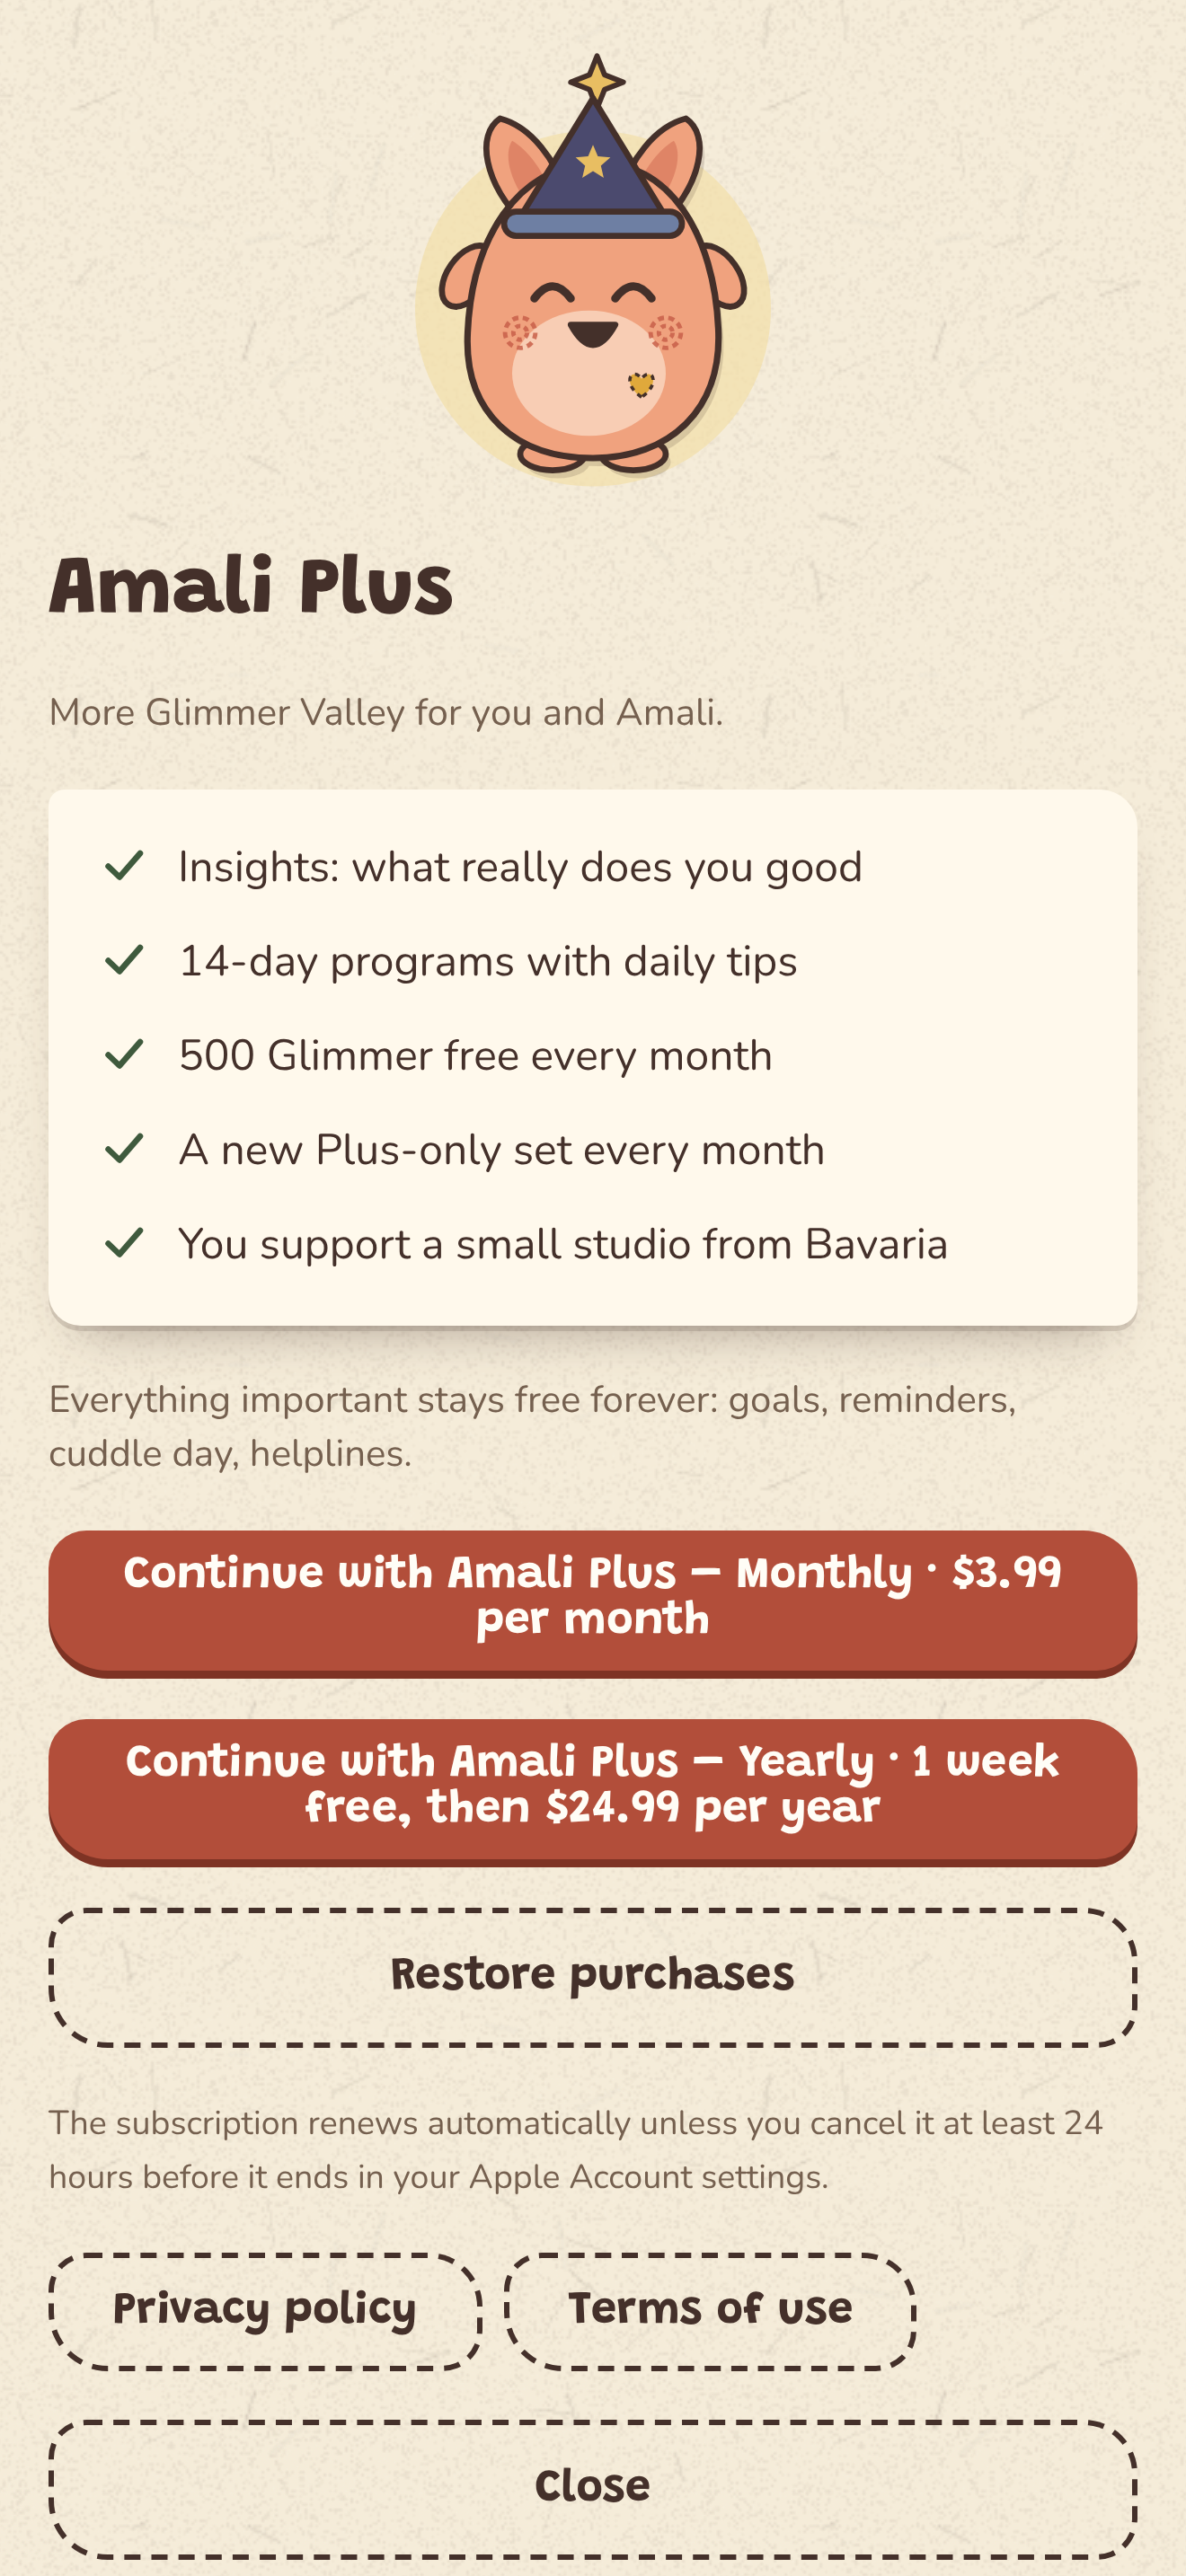 Amali Plus
More Glimmer Valley for you and Amali.
Insights: what really does you good
14-day programs with daily tips
500 Glimmer free every month
A new Plus-only set every month
You support a small studio from Bavaria
Everything important stays free forever: goals, reminders,
cuddle day, helplines.
Continue with Amali Plus – Monthly · $3.99
per month
Continue with Amali Plus – Yearly · 1 week
free, then $24.99 per year
Restore purchases
The subscription renews automatically unless you cancel it at least 24
hours before it ends in your Apple Account settings.
Privacy policy
Terms of use
Close